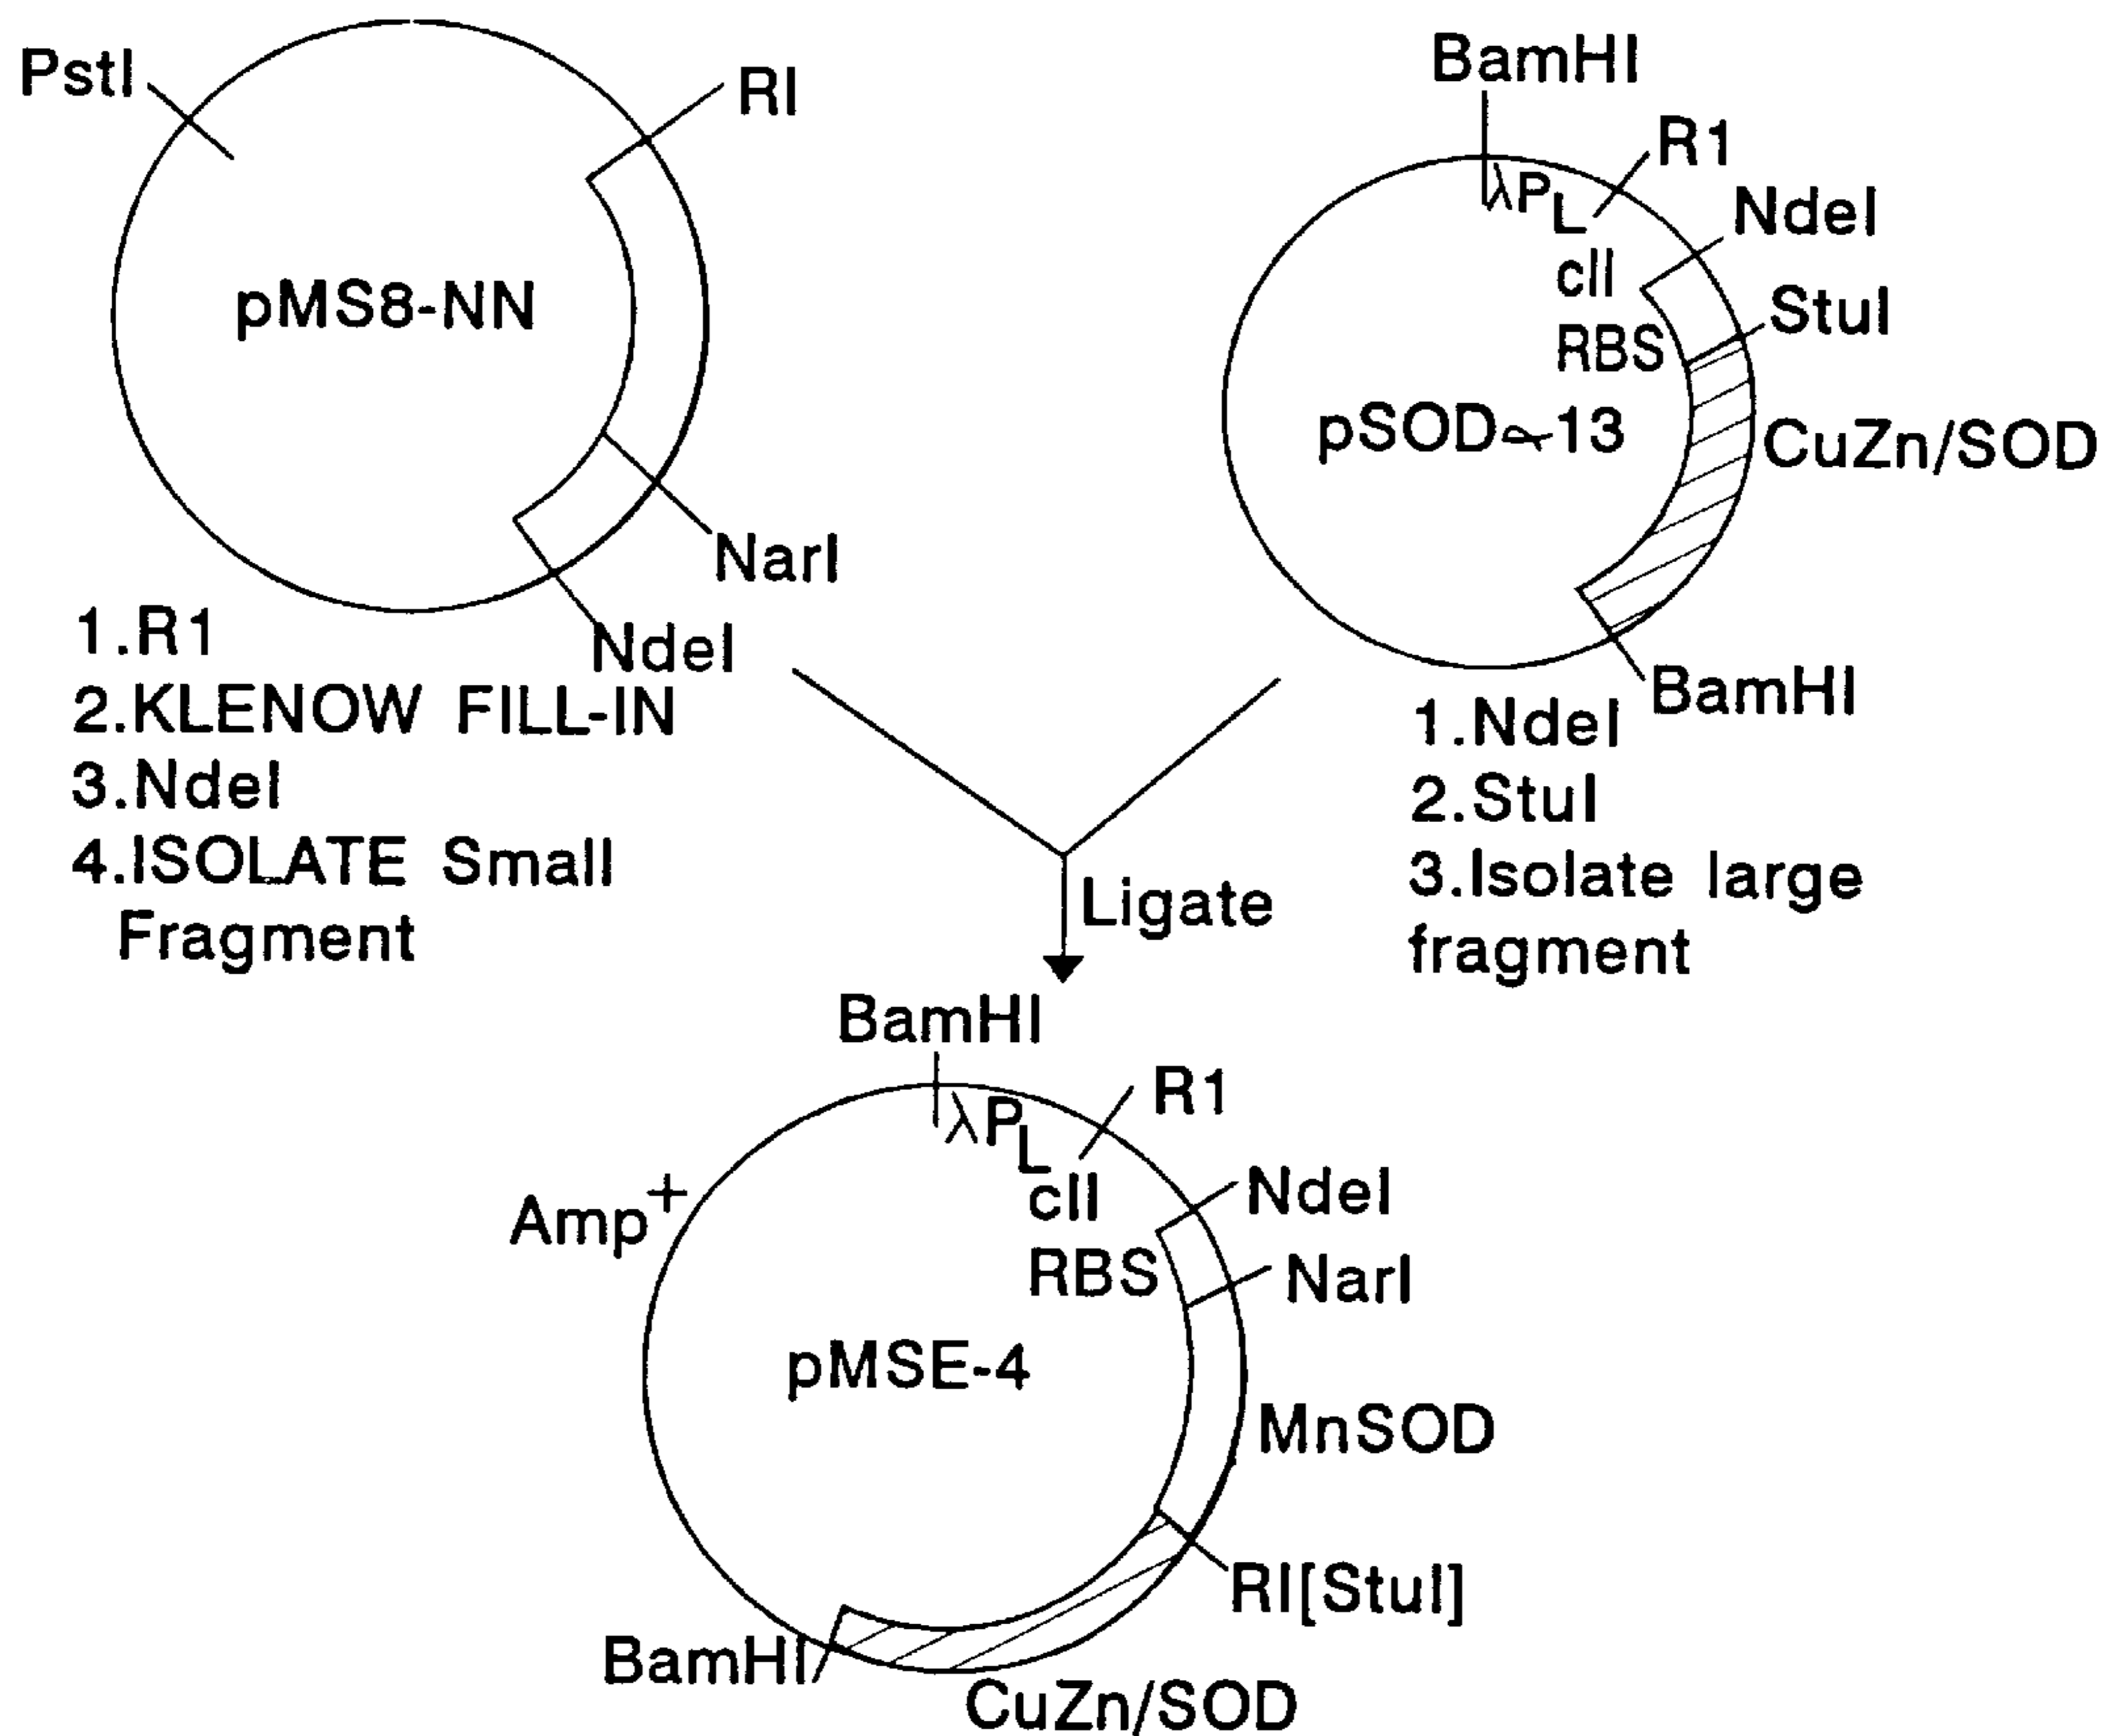 PstI
RI
pMS8-NN
NarI
NdeI
1.R1
2.KLENOW FILL-IN
3.NdeI
4.ISOLATE Small
Fragment
BamHI
R1
λPL
NdeI
cII
StuI
RBS
pSODα13
CuZn/SOD
BamHI
1.NdeI
2.StuI
3.Isolate large
fragment
Ligate
BamHI
R1
λPL
NdeI
cII
Amp+
RBS
NarI
pMSE-4
MnSOD
RI[StuI]
BamHI
CuZn/SOD